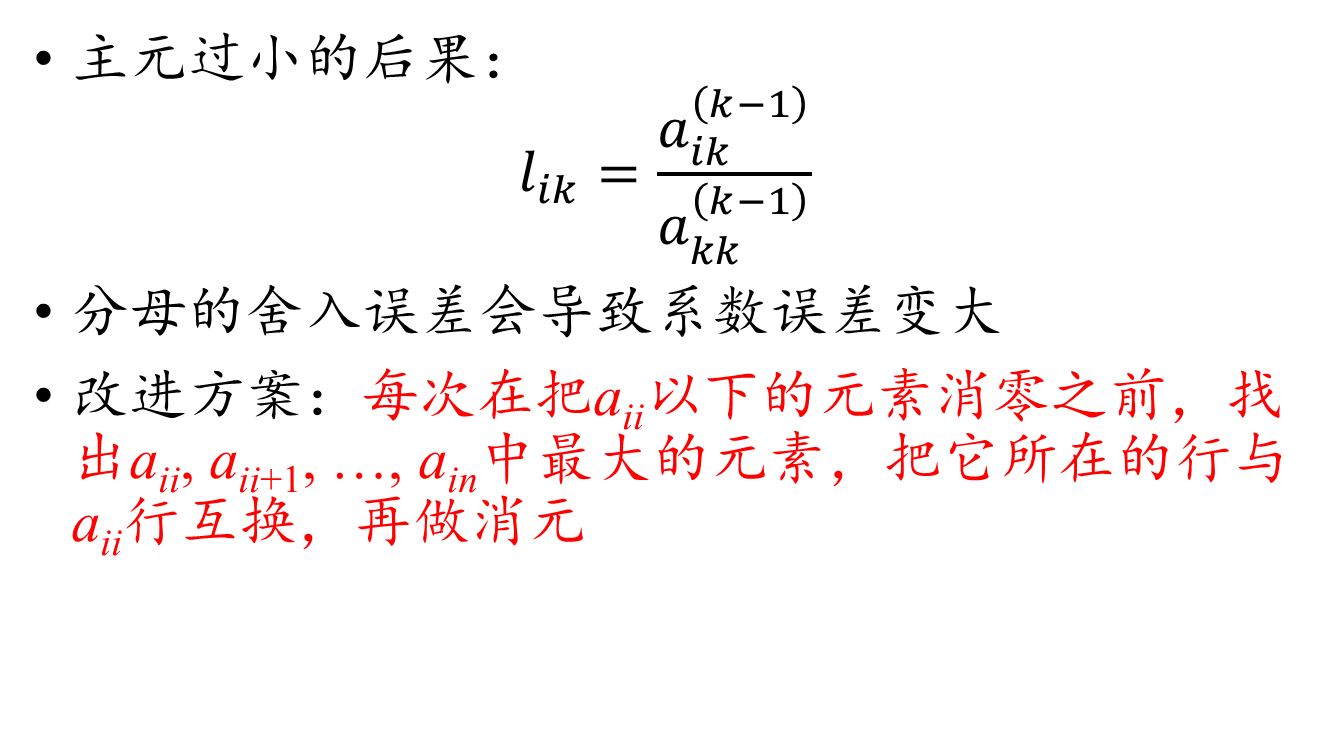 • 主元过小的后果：
l_{ik} = \frac{a_{ik}^{(k-1)}}{a_{kk}^{(k-1)}}
• 分母的舍入误差会导致系数误差变大
• 改进方案：每次在把a_{ii}以下的元素消零之前，找
出a_{ii}, a_{ii+1}, …, a_{in}中最大的元素，把它所在的行与
a_{ii}行互换，再做消元